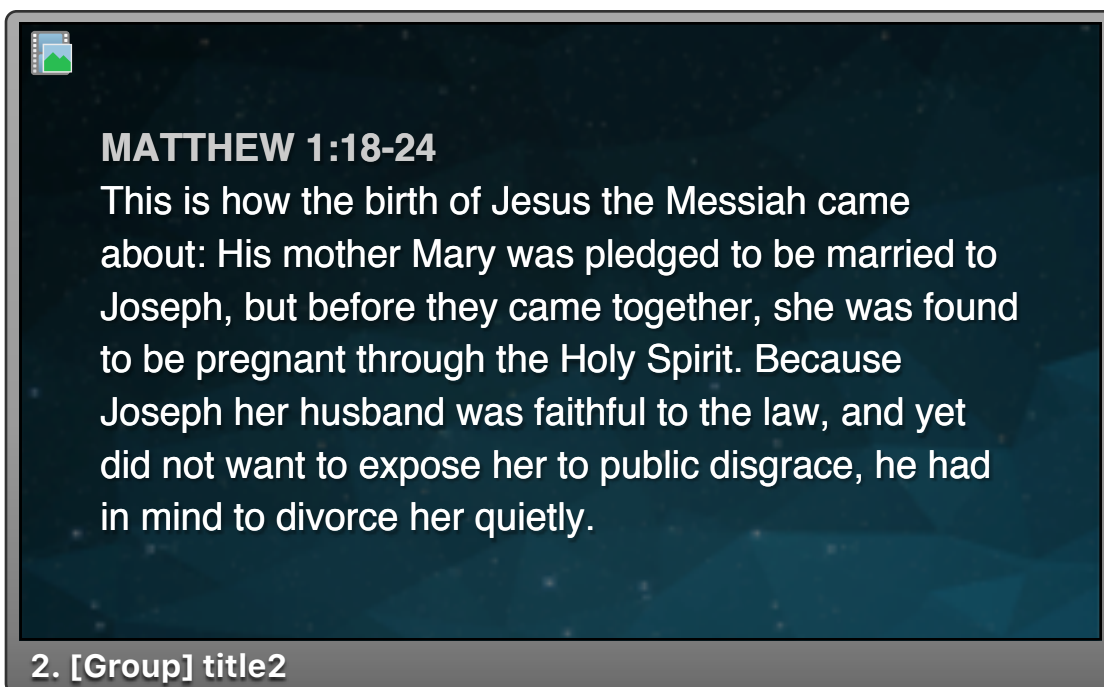 MATTHEW 1:18-24
This is how the birth of Jesus the Messiah came
about: His mother Mary was pledged to be married to
Joseph, but before they came together, she was found
to be pregnant through the Holy Spirit. Because
Joseph her husband was faithful to the law, and yet
did not want to expose her to public disgrace, he had
in mind to divorce her quietly.
2. [Group] title2